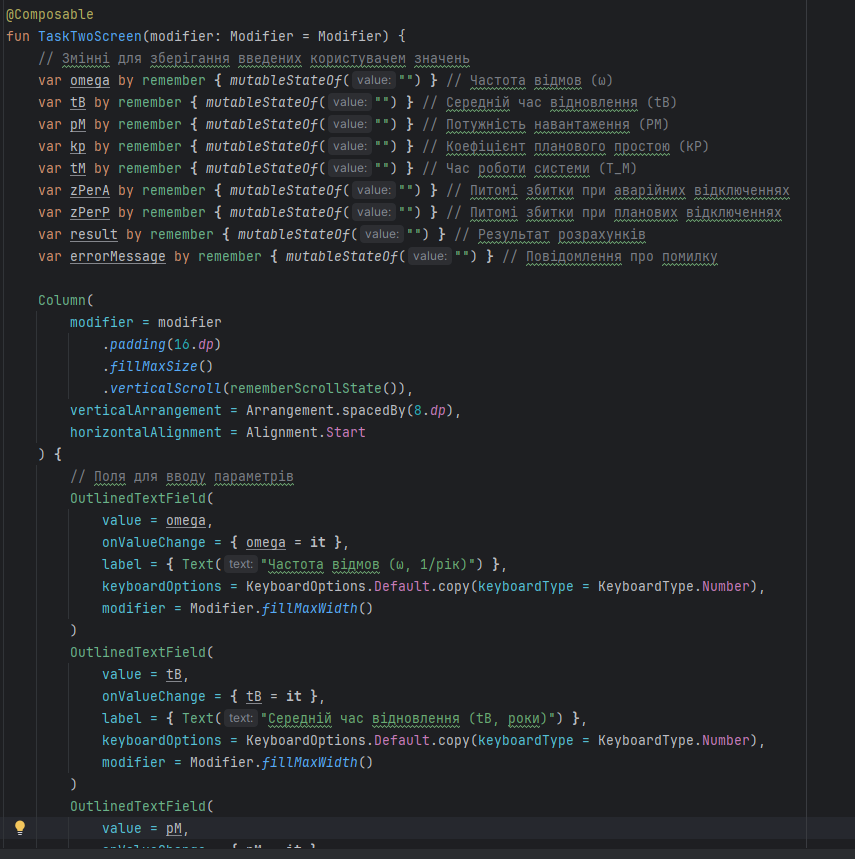 @Composable
fun TaskTwoScreen(modifier: Modifier = Modifier) {
    // Змінні для зберігання введених користувачем значень
    var omega by remember { mutableStateOf( value: "") } // Частота відмов (ω)
    var tB by remember { mutableStateOf( value: "") } // Середній час відновлення (tB)
    var pM by remember { mutableStateOf( value: "") } // Потужність навантаження (PM)
    var kp by remember { mutableStateOf( value: "") } // Коефіцієнт планового простою (kP)
    var tM by remember { mutableStateOf( value: "") } // Час роботи системи (T_M)
    var zPerA by remember { mutableStateOf( value: "") } // Питомі збитки при аварійних відключеннях
    var zPerP by remember { mutableStateOf( value: "") } // Питомі збитки при планових відключеннях
    var result by remember { mutableStateOf( value: "") } // Результат розрахунків
    var errorMessage by remember { mutableStateOf( value: "") } // Повідомлення про помилку
    Column(
        modifier = modifier
            .padding(16.dp)
            .fillMaxSize()
            .verticalScroll(rememberScrollState()),
        verticalArrangement = Arrangement.spacedBy(8.dp),
        horizontalAlignment = Alignment.Start
    ) {
        // Поля для вводу параметрів
        OutlinedTextField(
            value = omega,
            onValueChange = { omega = it },
            label = { Text( text: "Частота відмов (ω, 1/рік)") },
            keyboardOptions = KeyboardOptions.Default.copy(keyboardType = KeyboardType.Number),
            modifier = Modifier.fillMaxWidth()
        )
        OutlinedTextField(
            value = tB,
            onValueChange = { tB = it },
            label = { Text( text: "Середній час відновлення (tB, роки)") },
            keyboardOptions = KeyboardOptions.Default.copy(keyboardType = KeyboardType.Number),
            modifier = Modifier.fillMaxWidth()
        )
        OutlinedTextField(
            value = pM,